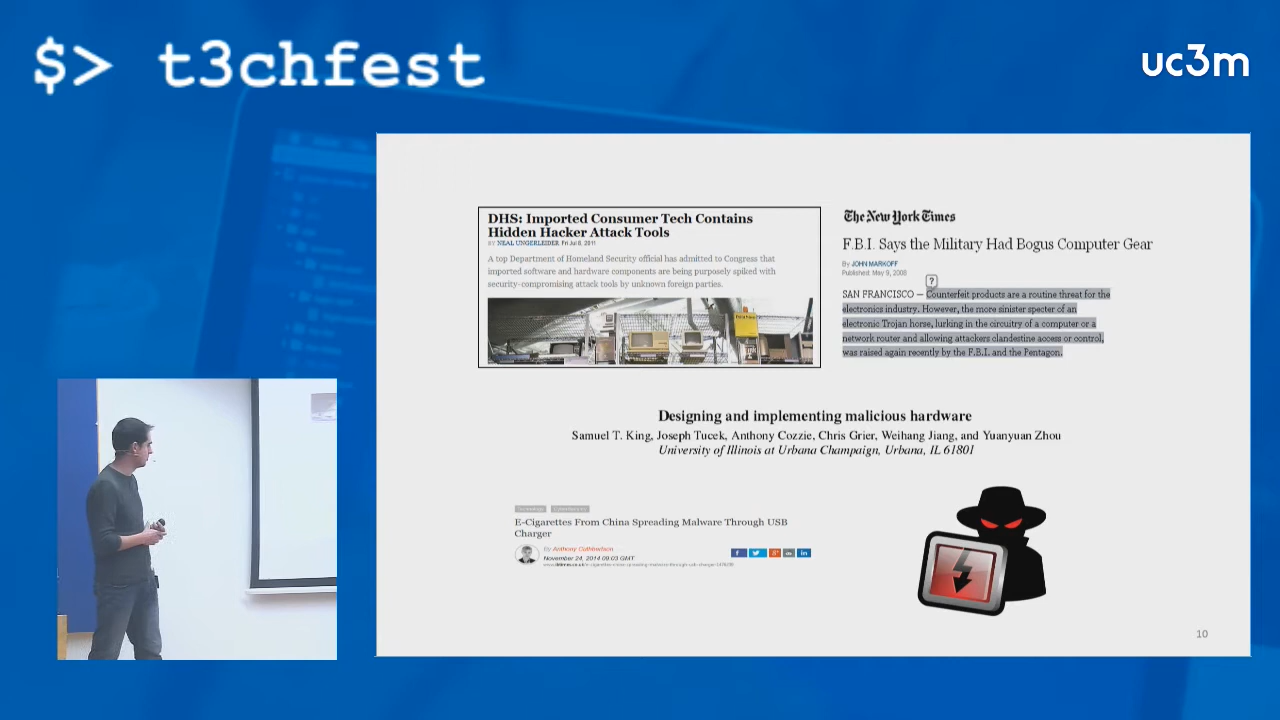 $> t3chfest
uc3m
DHS: Imported Consumer Tech Contains
Hidden Hacker Attack Tools
BY NEAL UNGERLEIDER Fri Jul 8, 2011
A top Department of Homeland Security official has admitted to Congress that
imported software and hardware components are being purposely spiked with
security-compromising attack tools by unknown foreign parties.
The New York Times
F.B.I. Says the Military Had Bogus Computer Gear
By JOHN MARKOFF
Published: May 9, 2008
?
SAN FRANCISCO — Counterfeit products are a routine threat for the
electronics industry. However, the more sinister specter of an
electronic Trojan horse, lurking in the circuitry of a computer or a
network router and allowing attackers clandestine access or control,
was raised again recently by the F.B.I. and the Pentagon.
Designing and implementing malicious hardware
Samuel T. King, Joseph Tucek, Anthony Cozzie, Chris Grier, Weihang Jiang, and Yuanyuan Zhou
University of Illinois at Urbana Champaign, Urbana, IL 61801
Technology
E-Cigarettes From China Spreading Malware Through USB
Charger
By Anthony Cuthbertson
November 24, 2014 09:03 GMT
10